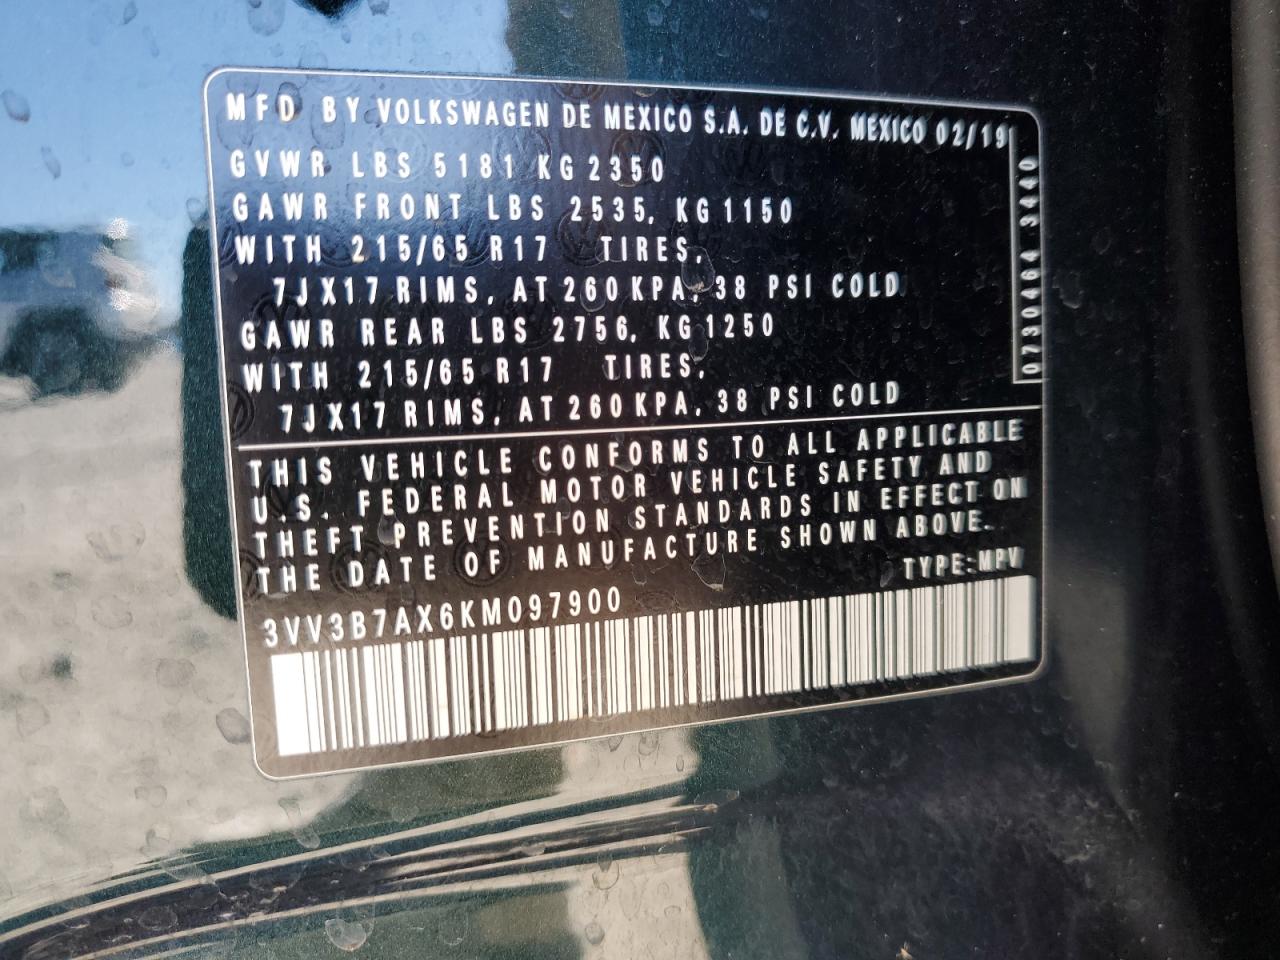 MFD BY VOLKSWAGEN DE MEXICO S.A. DE C.V. MEXICO 02/19
GVWR LBS 5181 KG 2350
GAWR FRONT LBS 2535, KG 1150
WITH 215/65 R17 TIRES,
7JX17 RIMS, AT 260 KPA, 38 PSI COLD
GAWR REAR LBS 2756, KG 1250
WITH 215/65 R17 TIRES,
7JX17 RIMS, AT 260 KPA, 38 PSI COLD
0730464 3440
THIS VEHICLE CONFORMS TO ALL APPLICABLE
U.S. FEDERAL MOTOR VEHICLE SAFETY AND
THEFT PREVENTION STANDARDS IN EFFECT ON
THE DATE OF MANUFACTURE SHOWN ABOVE.
TYPE:MPV
3VV3B7AX6KM097900